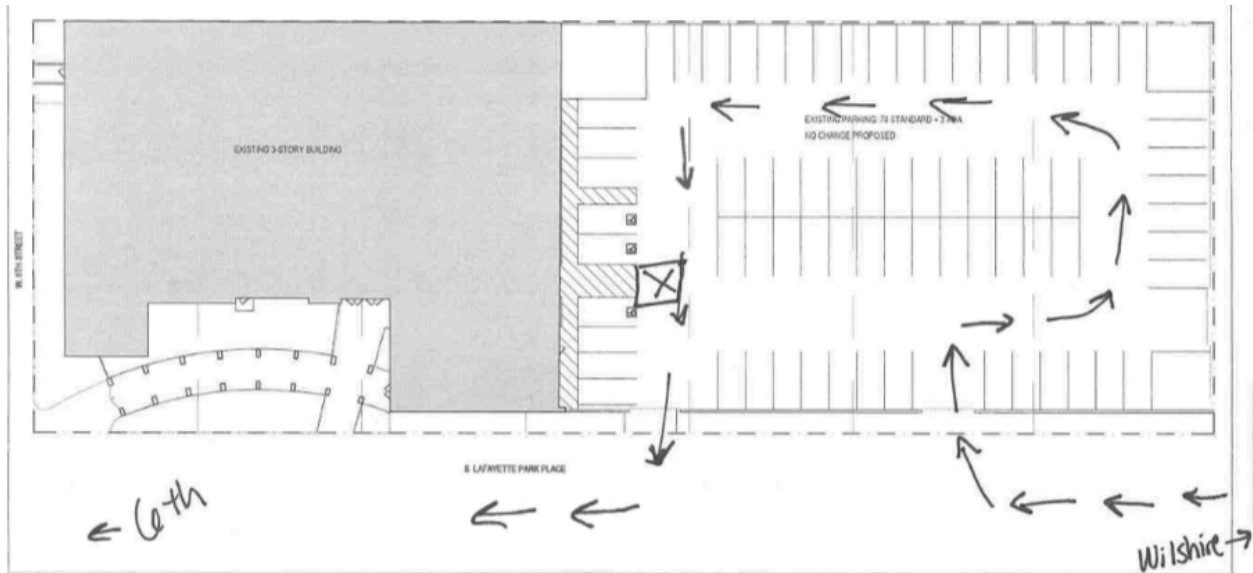 EXISTING PARKING: STANDARD + 3 ADA
NO CHANGE PROPOSED
EXISTING 3-STORY BUILDING
W. 6TH STREET
S. LAFAYETTE PARK PLACE
← 6th
Wilshire →